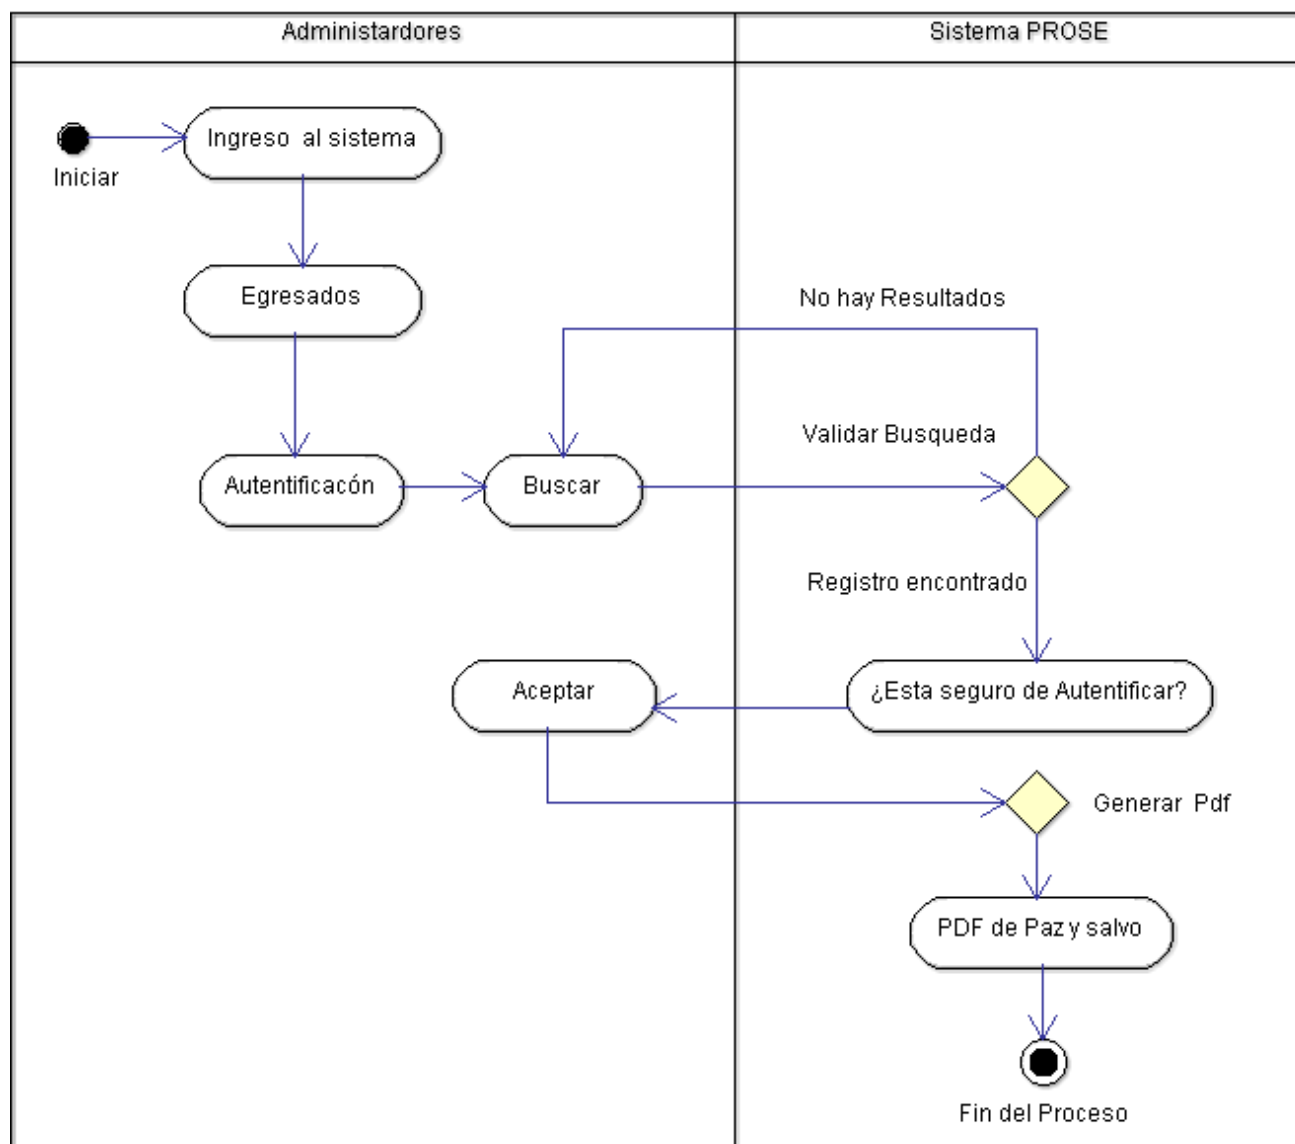 Administardores
Sistema PROSE
Ingreso al sistema
Iniciar
Egresados
No hay Resultados
Validar Busqueda
Autentificacón
Buscar
Registro encontrado
Aceptar
¿Esta seguro de Autentificar?
Generar Pdf
PDF de Paz y salvo
Fin del Proceso